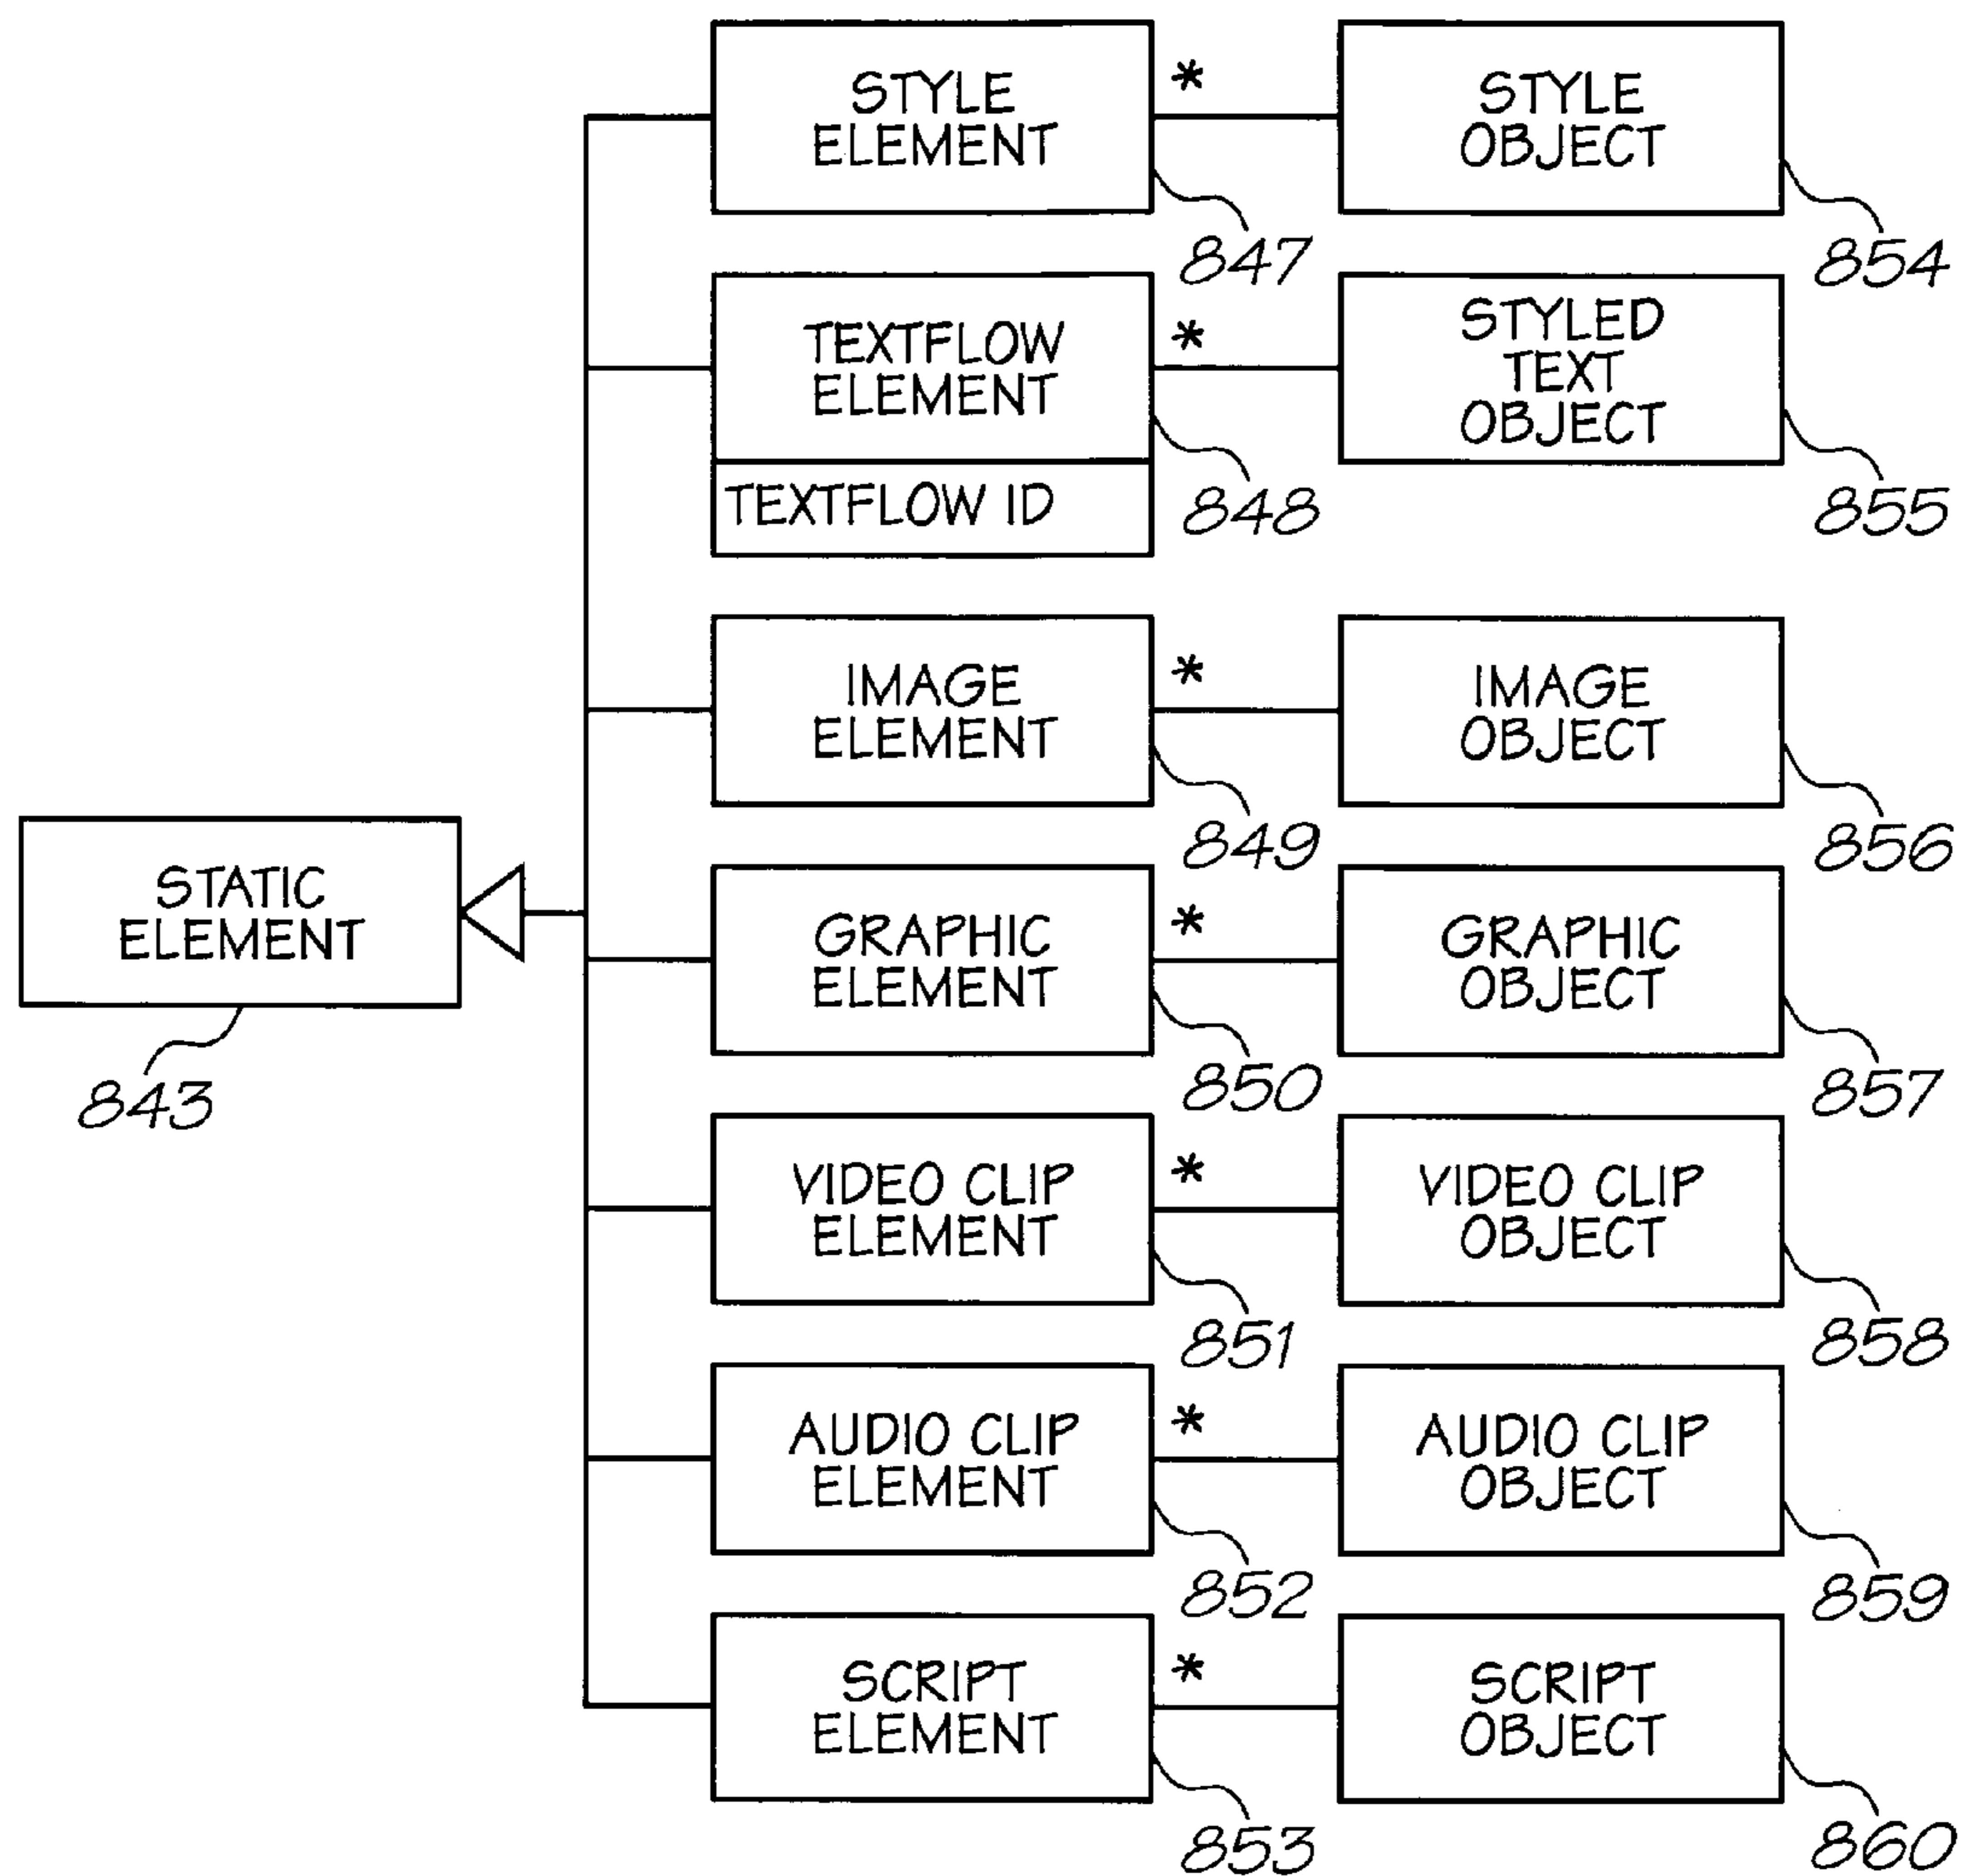 STYLE
ELEMENT
*
STYLE
OBJECT
847
854
TEXTFLOW
ELEMENT
*
STYLED
TEXT
OBJECT
TEXTFLOW ID
848
855
IMAGE
ELEMENT
*
IMAGE
OBJECT
849
856
STATIC
ELEMENT
843
GRAPHIC
ELEMENT
*
GRAPHIC
OBJECT
850
857
VIDEO CLIP
ELEMENT
*
VIDEO CLIP
OBJECT
851
858
AUDIO CLIP
ELEMENT
*
AUDIO CLIP
OBJECT
852
859
SCRIPT
ELEMENT
*
SCRIPT
OBJECT
853
860